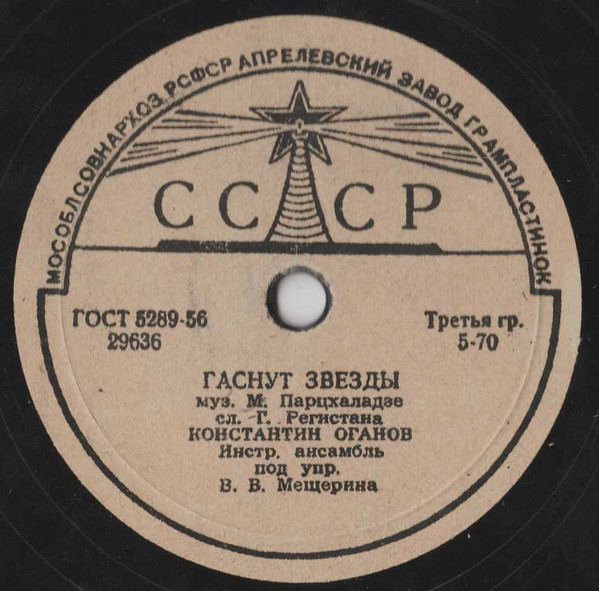 МОСОБЛСОВНАРХОЗ РСФСР АПРЕЛЕВСКИЙ ЗАВОД ГРАМПЛАСТИНОК
СССР
ГОСТ 5289-56
29636
Третья гр.
5-70
ГАСНУТ ЗВЕЗДЫ
муз. М. Парцхаладзе
сл. Г. Регистана
КОНСТАНТИН ОГАНОВ
Инстр. ансамбль
под упр.
В. В. Мещерина